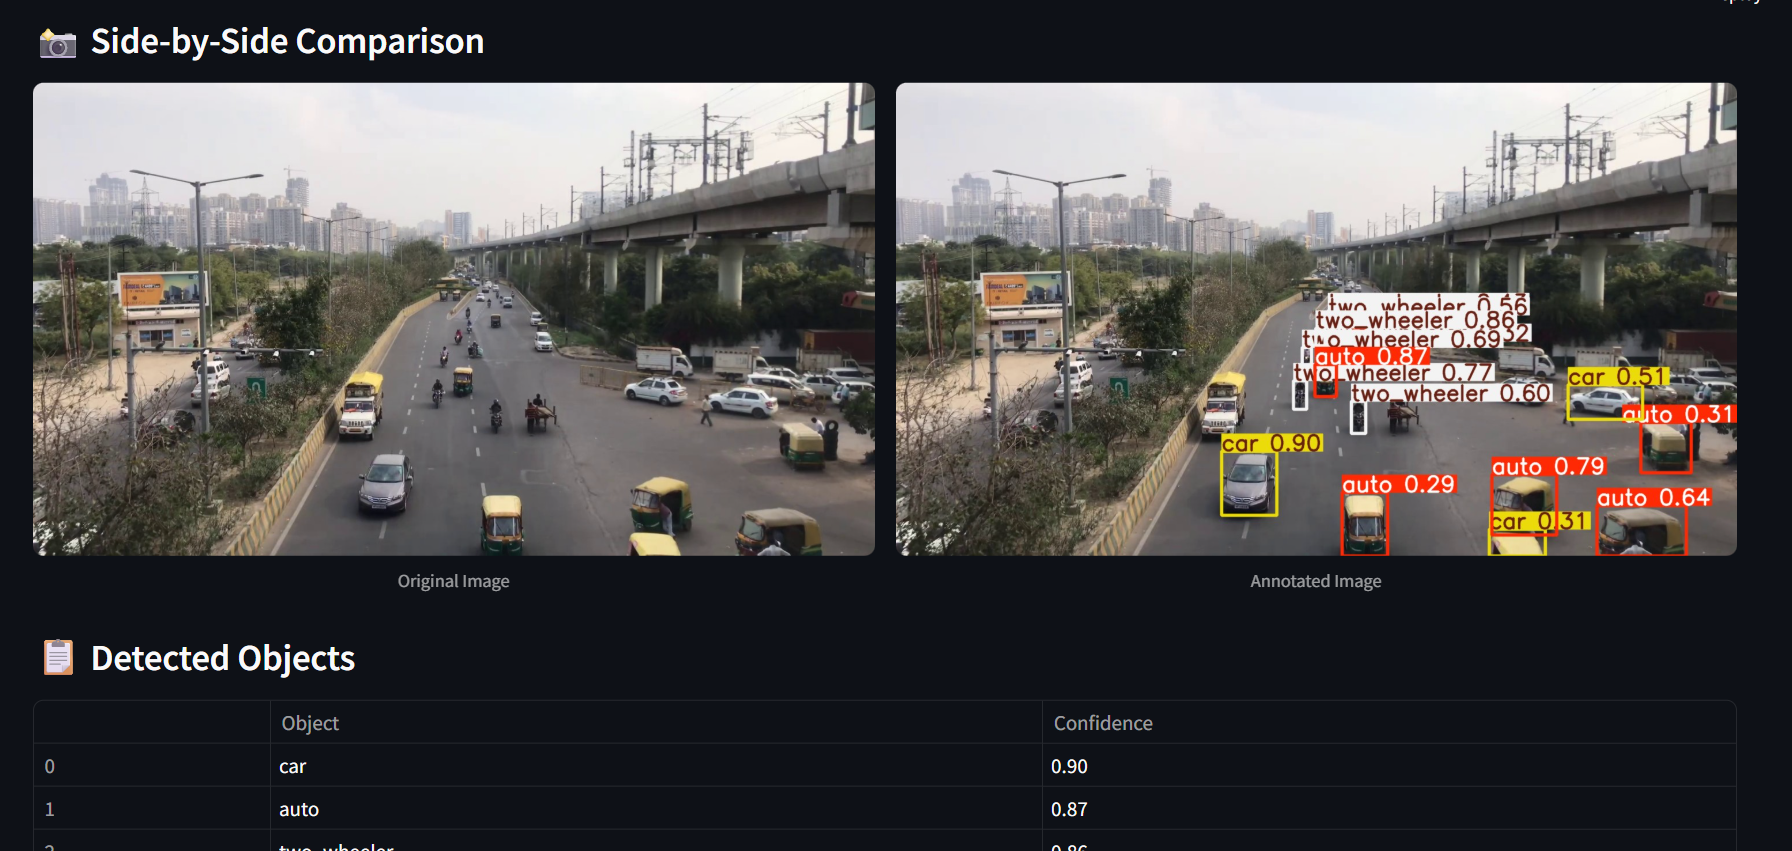 Side-by-Side Comparison
two_wheeler 0.56
two_wheeler 0.86
two_wheeler 0.69
auto 0.87
two_wheeler 0.77
two_wheeler 0.60
car 0.51
auto 0.31
car 0.90
auto 0.79
auto 0.29
auto 0.64
car 0.31
Original Image
Annotated Image
Detected Objects
Object
Confidence
0
car
0.90
1
auto
0.87
two_wheeler
0.86